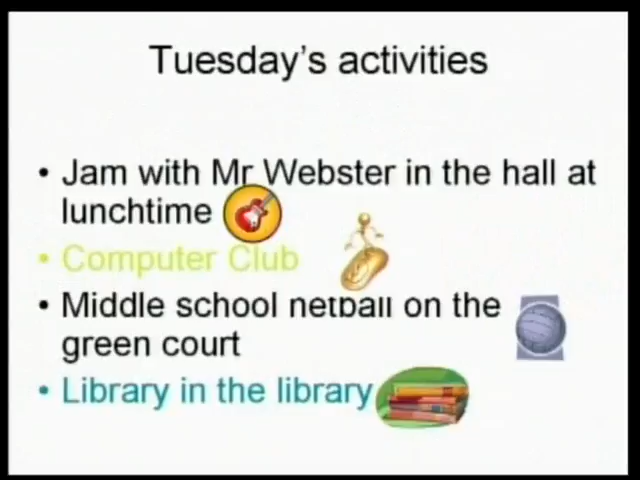 Tuesday's activities
• Jam with Mr Webster in the hall at
lunchtime
• Computer Club
• Middle school netball on the
green court
• Library in the library